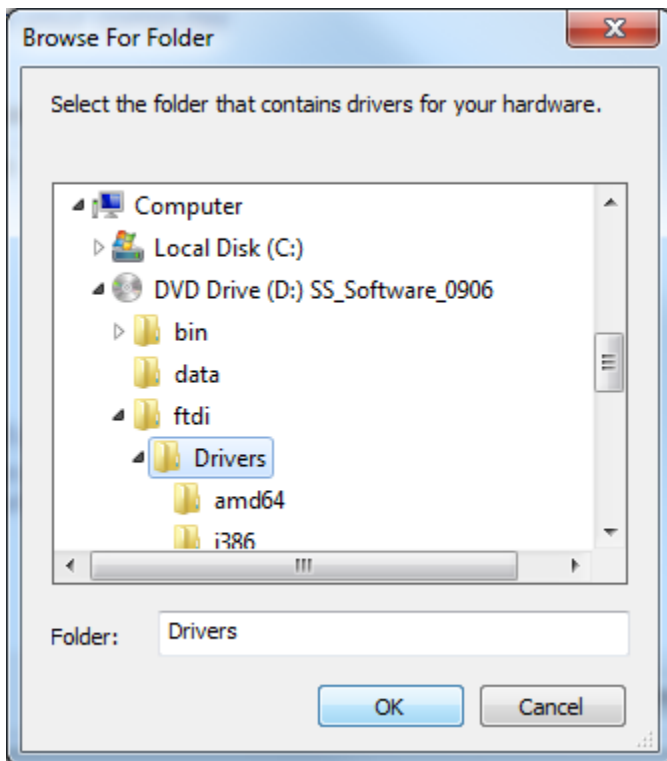 Browse For Folder
Select the folder that contains drivers for your hardware.
Computer
Local Disk (C:)
DVD Drive (D:) SS_Software_0906
bin
data
ftdi
Drivers
amd64
i386
Folder: Drivers
OK Cancel